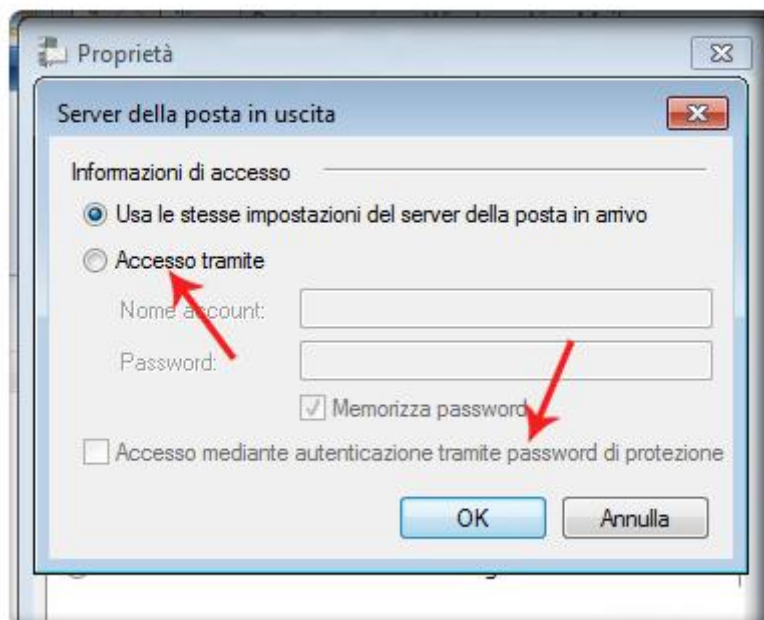 Proprietà
Server della posta in uscita
Informazioni di accesso
Usa le stesse impostazioni del server della posta in arrivo
Accesso tramite
Nome account:
Password:
Memorizza password
Accesso mediante autenticazione tramite password di protezione
OK
Annulla